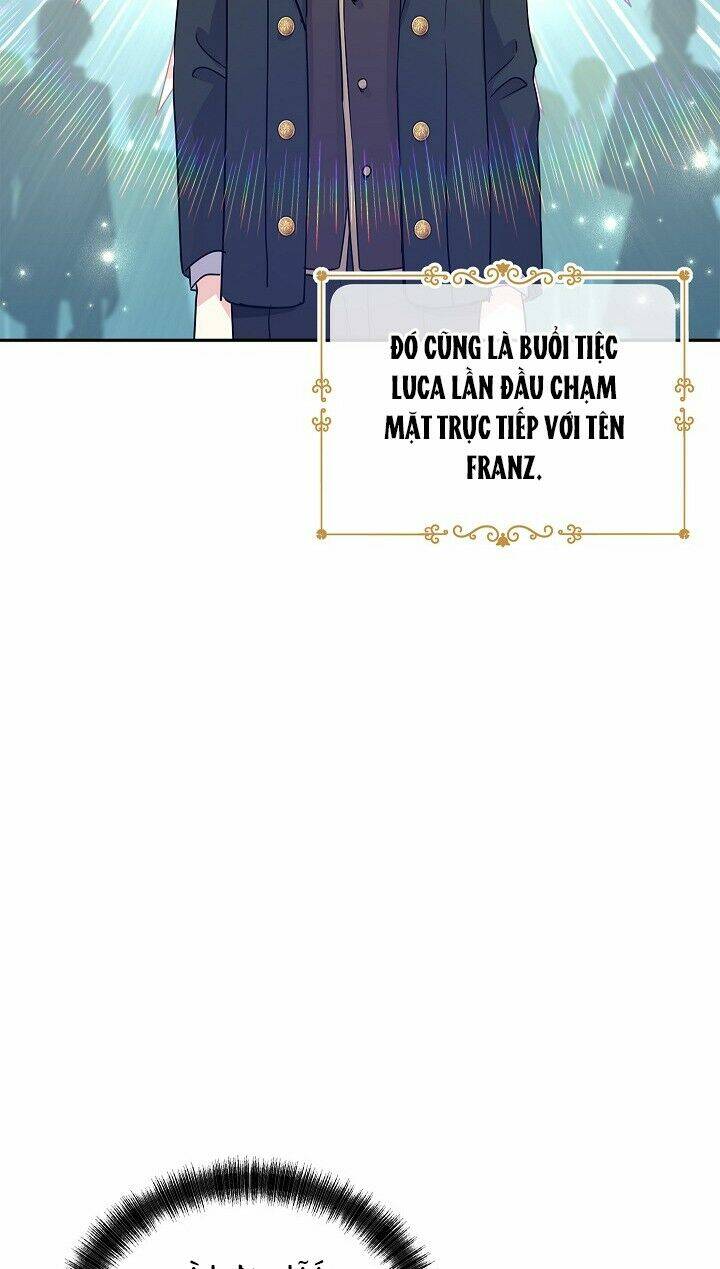 ĐÓ CŨNG LÀ BUỔI TIỆC
LUCA LẦN ĐẦU CHẠM
MẶT TRỰC TIẾP VỚI TÊN
FRANZ.